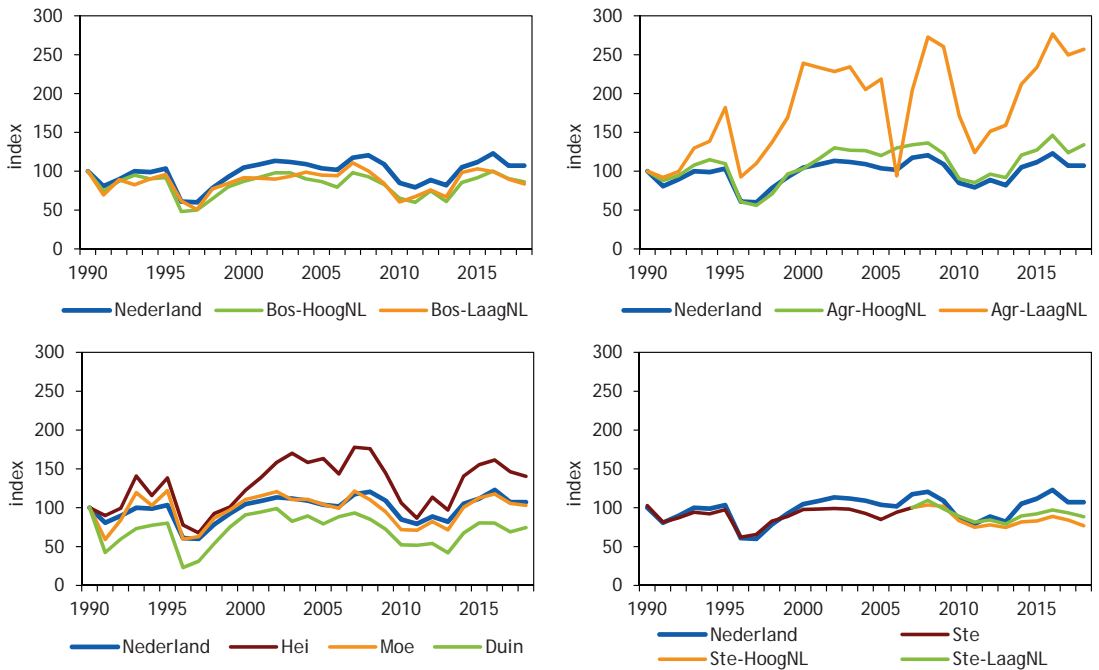 300
250
200
150
100
50
0
index
1990 1995 2000 2005 2010 2015
Nederland Bos-HoogNL Bos-LaagNL
300
250
200
150
100
50
0
index
1990 1995 2000 2005 2010 2015
Nederland Agr-HoogNL Agr-LaagNL
300
250
200
150
100
50
0
index
1990 1995 2000 2005 2010 2015
Nederland Hei Moe Duin
300
250
200
150
100
50
0
index
1990 1995 2000 2005 2010 2015
Nederland Ste
Ste-HoogNL Ste-LaagNL